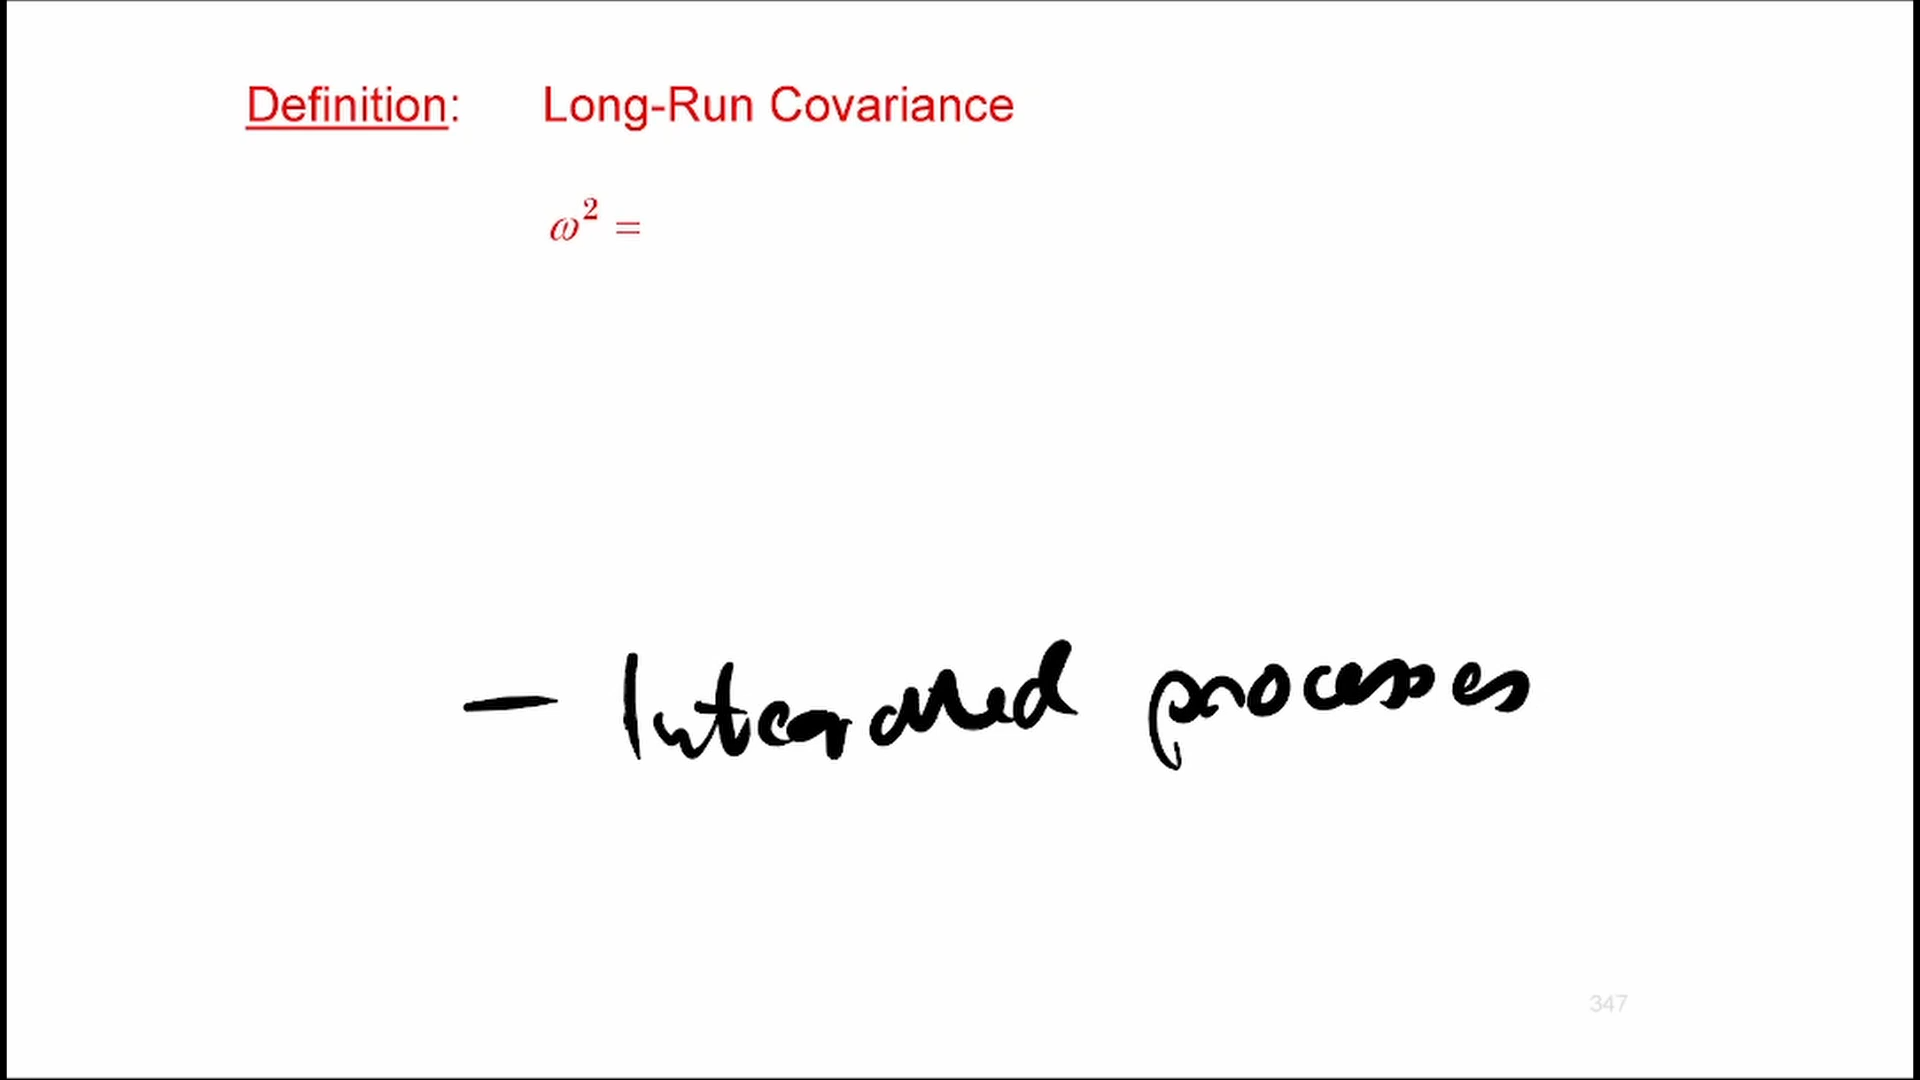 Definition: Long-Run Covariance
ω² =
– Integrated processes
347